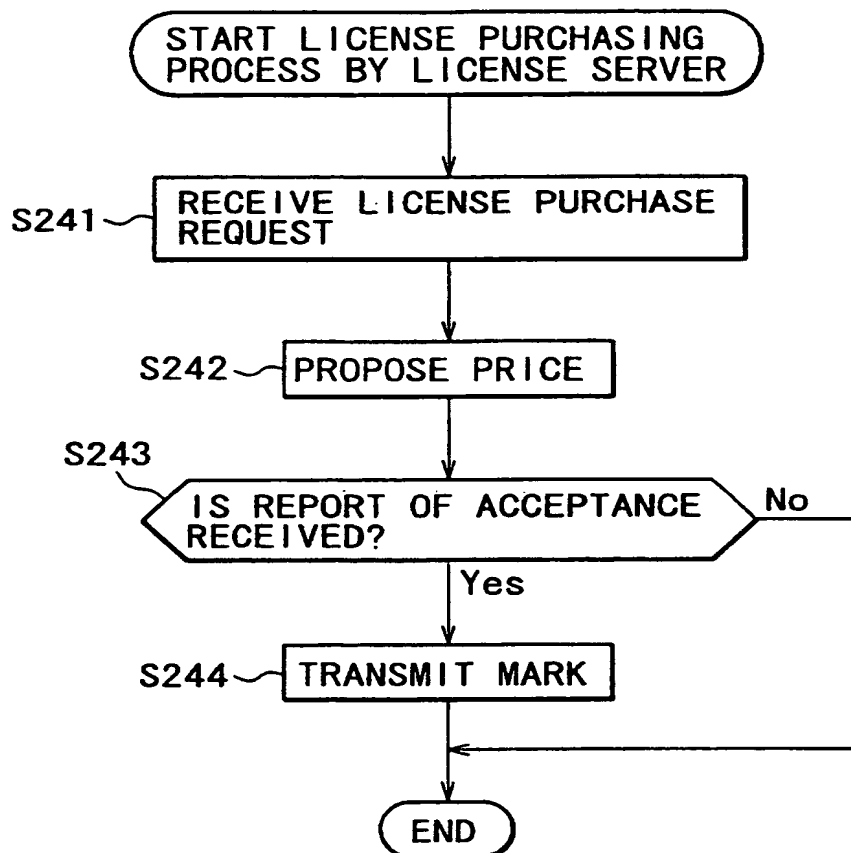 START LICENSE PURCHASING
PROCESS BY LICENSE SERVER
S241
RECEIVE LICENSE PURCHASE
REQUEST
S242
PROPOSE PRICE
S243
IS REPORT OF ACCEPTANCE
RECEIVED?
No
Yes
S244
TRANSMIT MARK
END